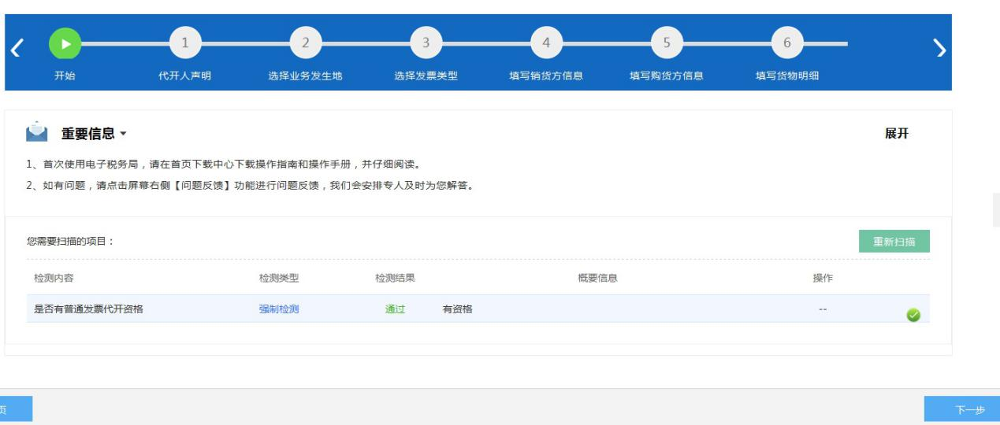 1 2 3 4 5 6
开始 代开人声明 选择业务发生地 选择发票类型 填写销货方信息 填写购货方信息 填写货物明细
重要信息 展开
1、首次使用电子税务局，请在首页下载中心下载操作指南和操作手册，并仔细阅读。
2、如有问题，请点击屏幕右侧【问题反馈】功能进行问题反馈，我们会安排专人及时为您解答。
您需要扫描的项目： 重新扫描
检测内容 检测类型 检测结果 概要信息 操作
是否有普通发票代开资格 强制检测 通过 有资格 --
页 下一步